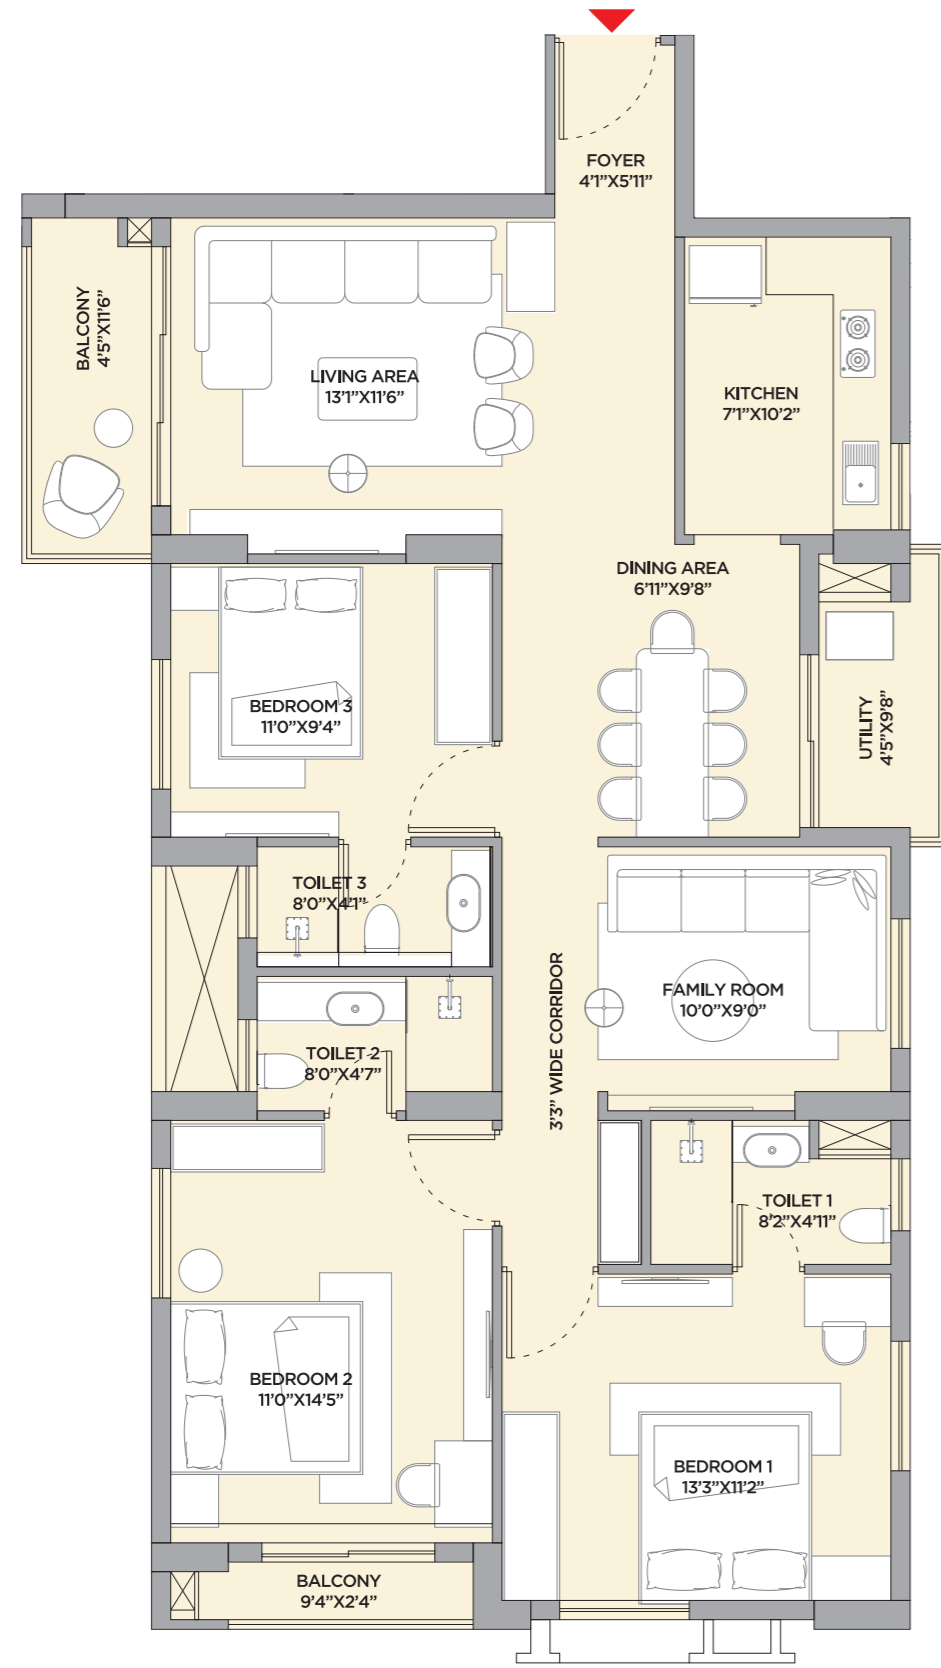 FOYER
4'1”X5'11”
BALCONY
4'5”X11'6”
LIVING AREA
13'1”X11'6”
KITCHEN
7'1”X10'2”
DINING AREA
6'11”X9'8”
BEDROOM 3
11'0”X9'4”
UTILITY
4'5”X9'8”
TOILET 3
8'0”X4'1”
FAMILY ROOM
10'0”X9'0”
3'3” WIDE CORRIDOR
TOILET 2
8'0”X4'7”
TOILET 1
8'2”X4'11”
BEDROOM 2
11'0”X14'5”
BEDROOM 1
13'3”X11'2”
BALCONY
9'4”X2'4”